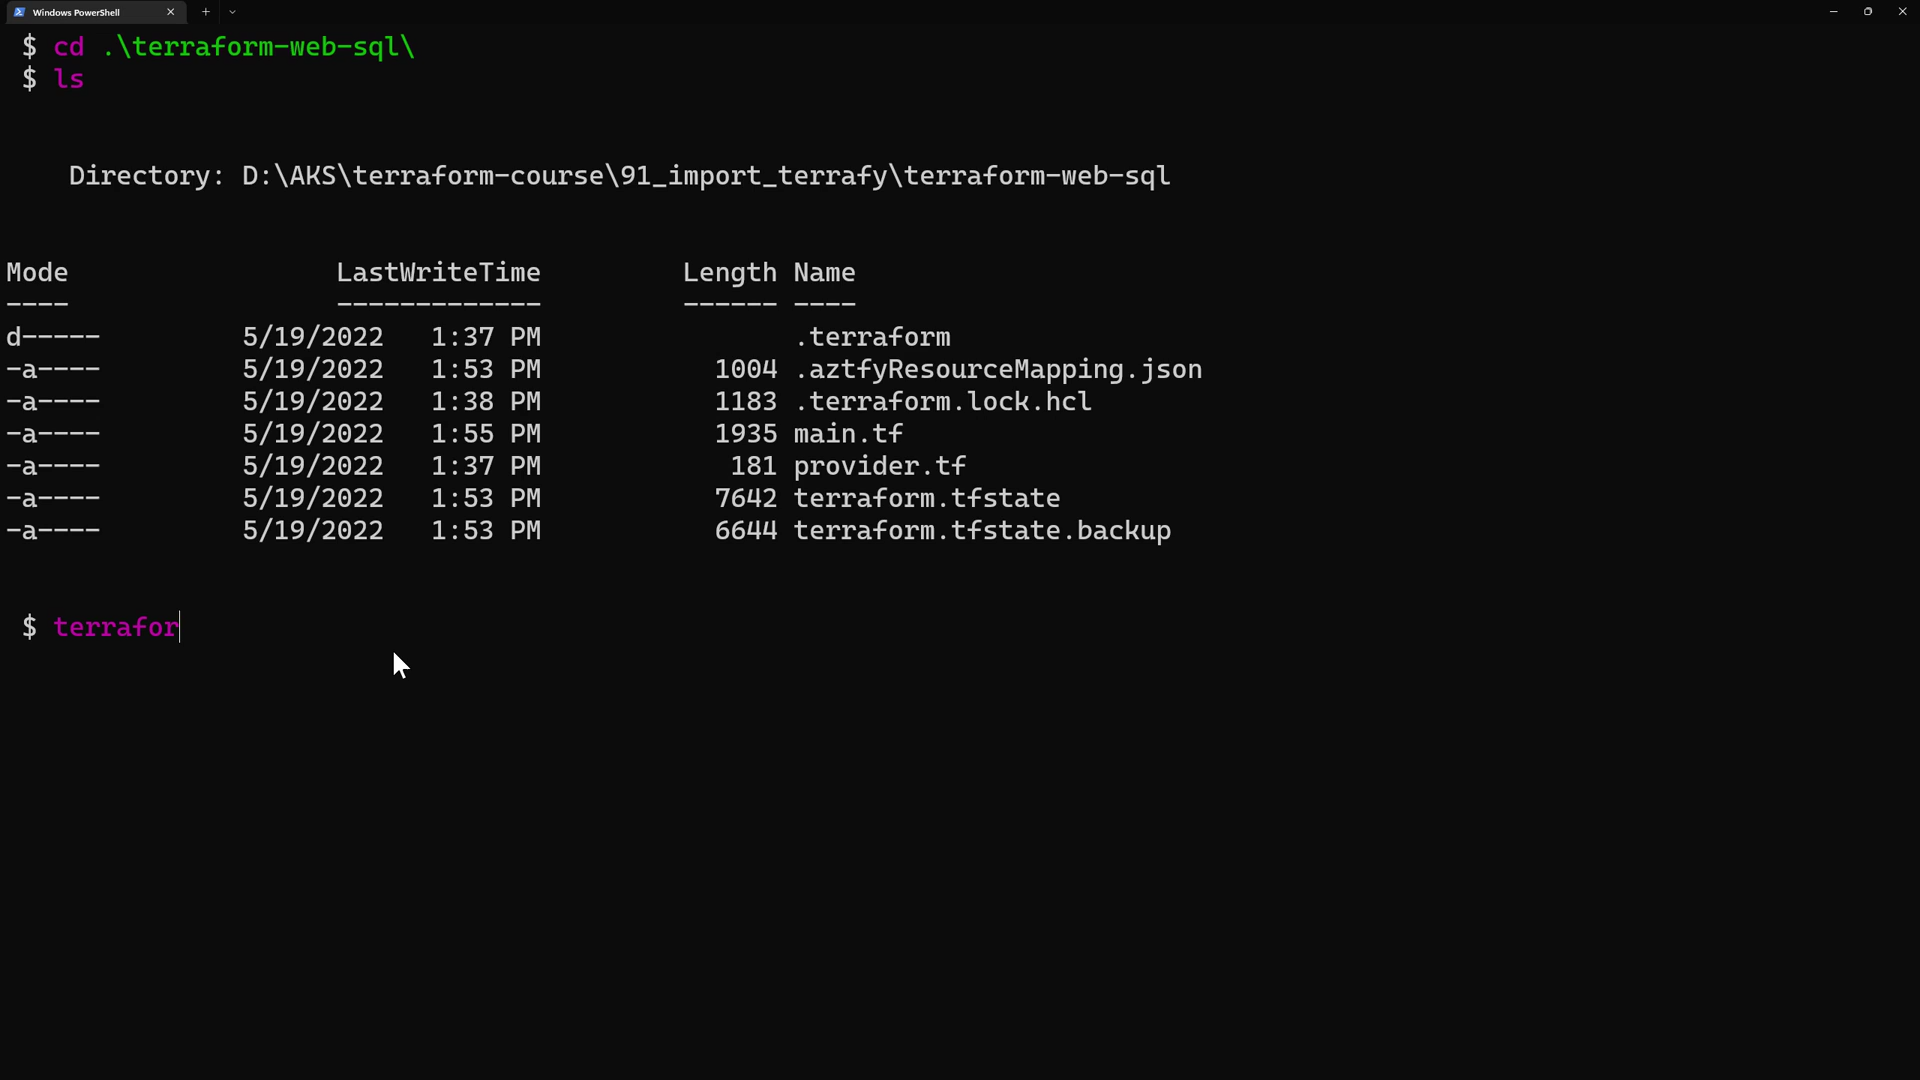 Windows PowerShell
$ cd .\terraform-web-sql\
$ ls
Directory: D:\AKS\terraform-course\91_import_terrafy\terraform-web-sql
Mode LastWriteTime Length Name
---- ------------- ------ ----
d----- 5/19/2022 1:37 PM .terraform
-a---- 5/19/2022 1:53 PM 1004 .aztfyResourceMapping.json
-a---- 5/19/2022 1:38 PM 1183 .terraform.lock.hcl
-a---- 5/19/2022 1:55 PM 1935 main.tf
-a---- 5/19/2022 1:37 PM 181 provider.tf
-a---- 5/19/2022 1:53 PM 7642 terraform.tfstate
-a---- 5/19/2022 1:53 PM 6644 terraform.tfstate.backup
$ terrafor